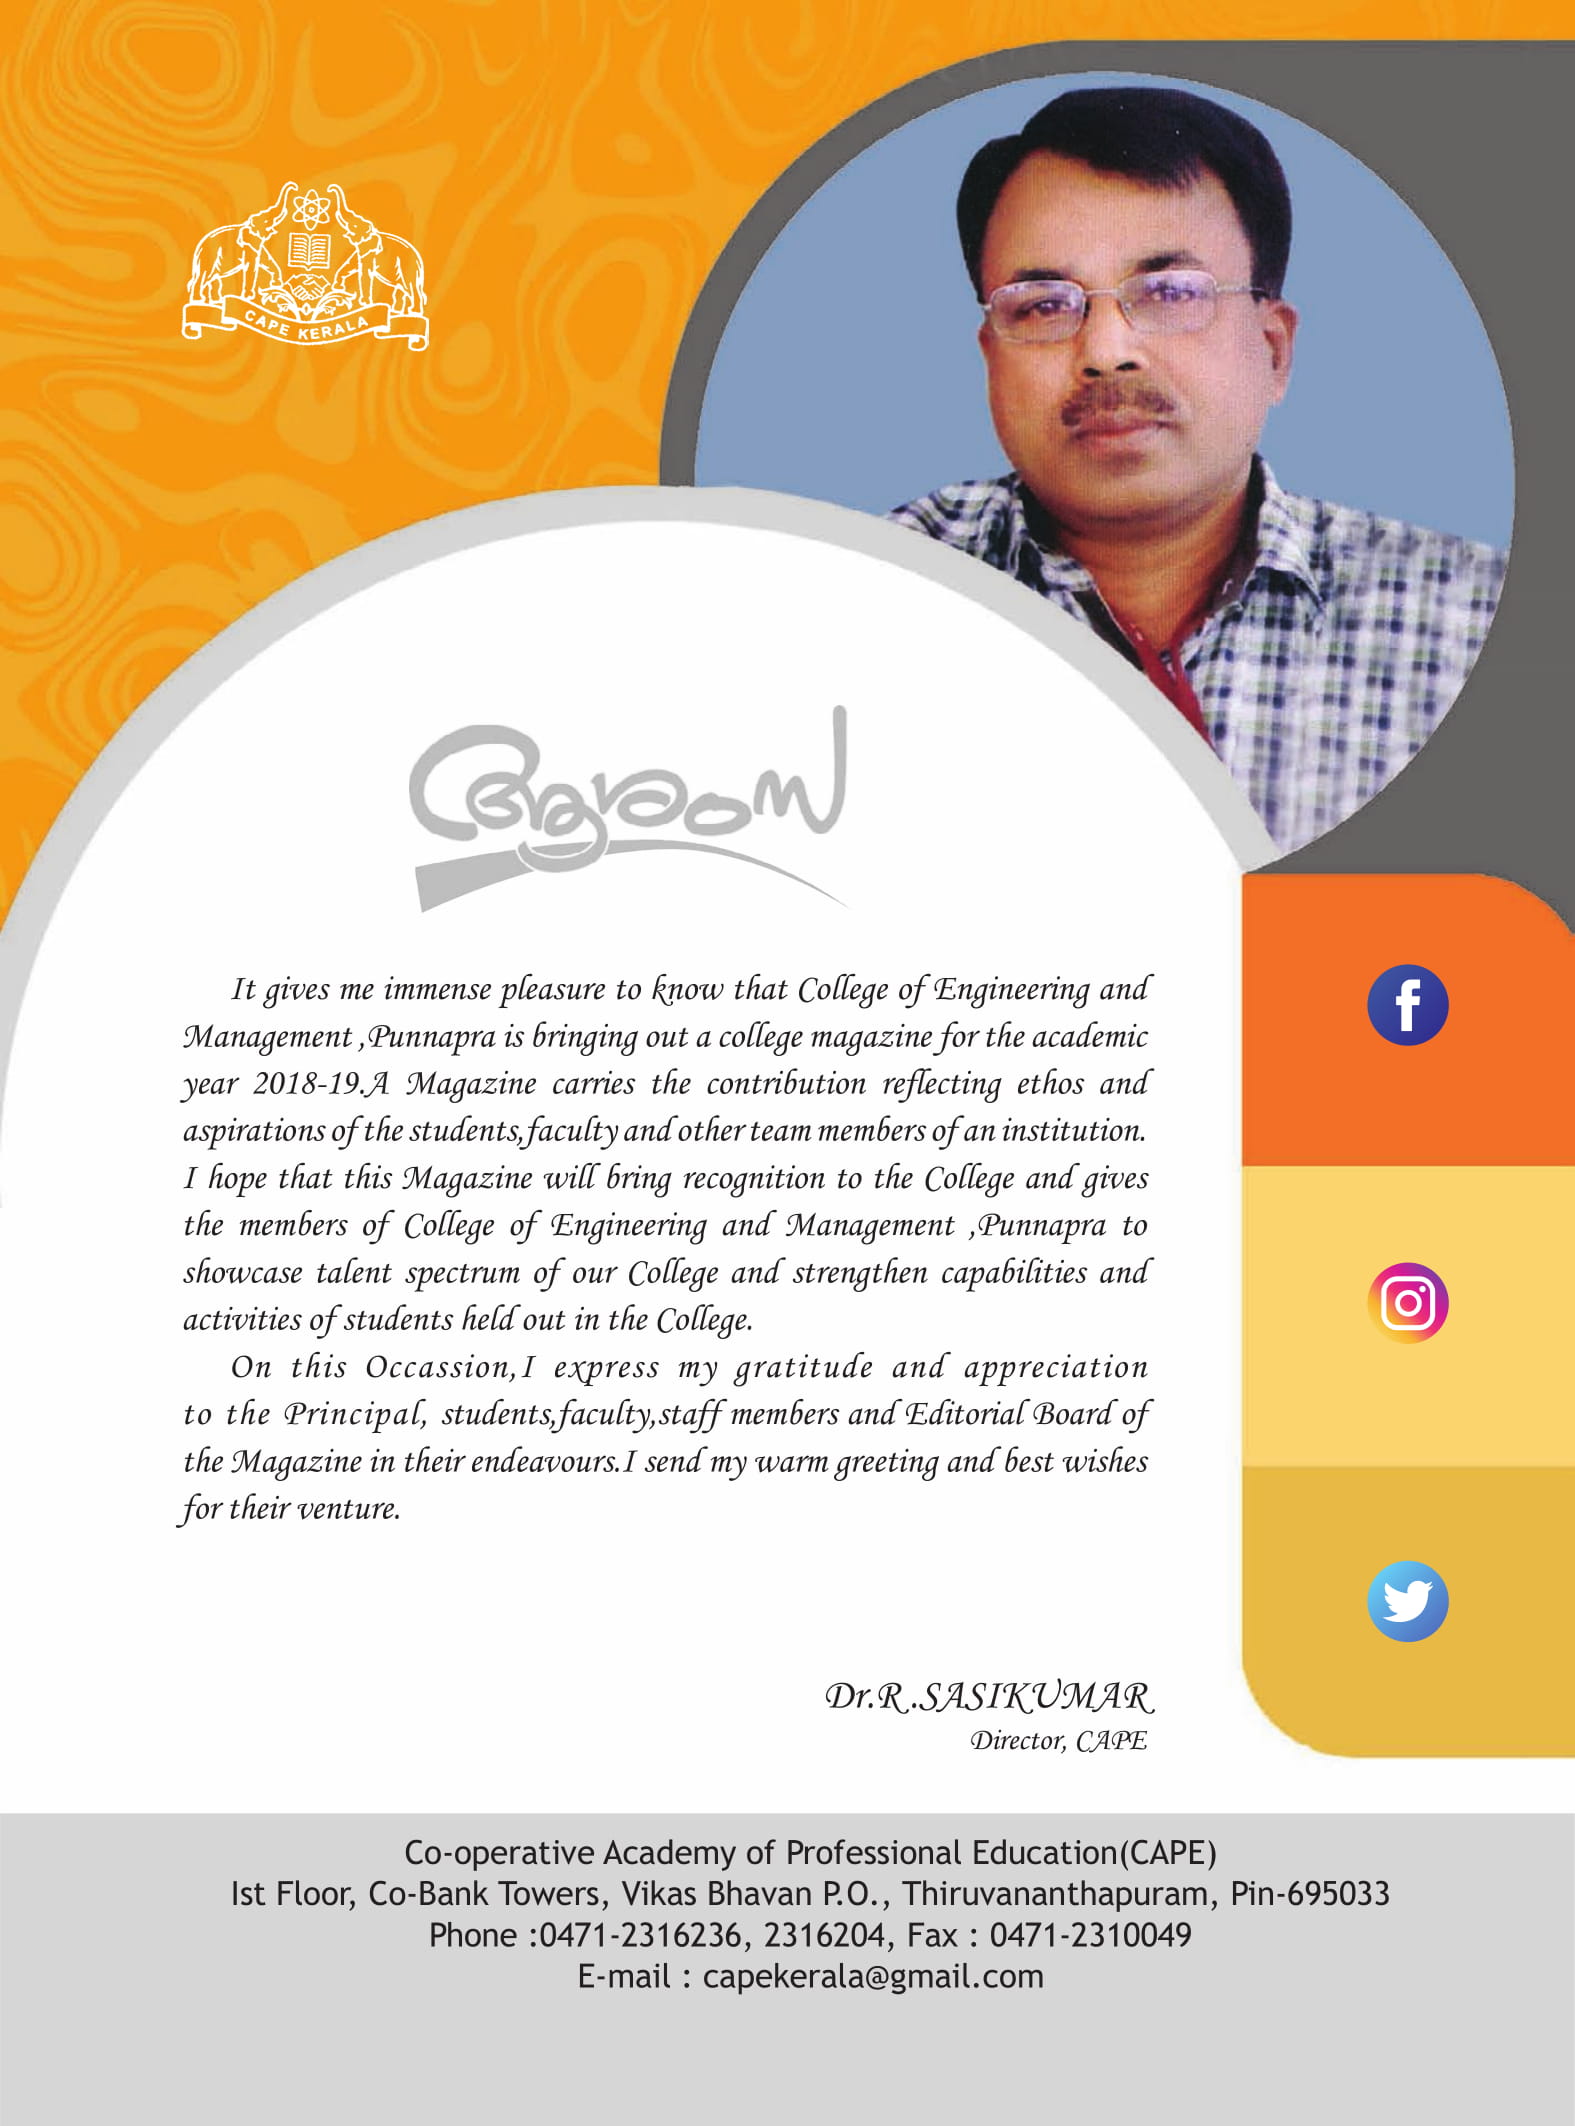 CAPE KERALA
ആശംസ
It gives me immense pleasure to know that College of Engineering and
Management ,Punnapra is bringing out a college magazine for the academic
year 2018-19.A Magazine carries the contribution reflecting ethos and
aspirations of the students,faculty and other team members of an institution.
I hope that this Magazine will bring recognition to the College and gives
the members of College of Engineering and Management ,Punnapra to
showcase talent spectrum of our College and strengthen capabilities and
activities of students held out in the College.
On this Occassion,I express my gratitude and appreciation
to the Principal, students,faculty,staff members and Editorial Board of
the Magazine in their endeavours.I send my warm greeting and best wishes
for their venture.
Dr.R.SASIKUMAR
Director, CAPE
Co-operative Academy of Professional Education(CAPE)
Ist Floor, Co-Bank Towers, Vikas Bhavan P.O., Thiruvananthapuram, Pin-695033
Phone :0471-2316236, 2316204, Fax : 0471-2310049
E-mail : capekerala@gmail.com